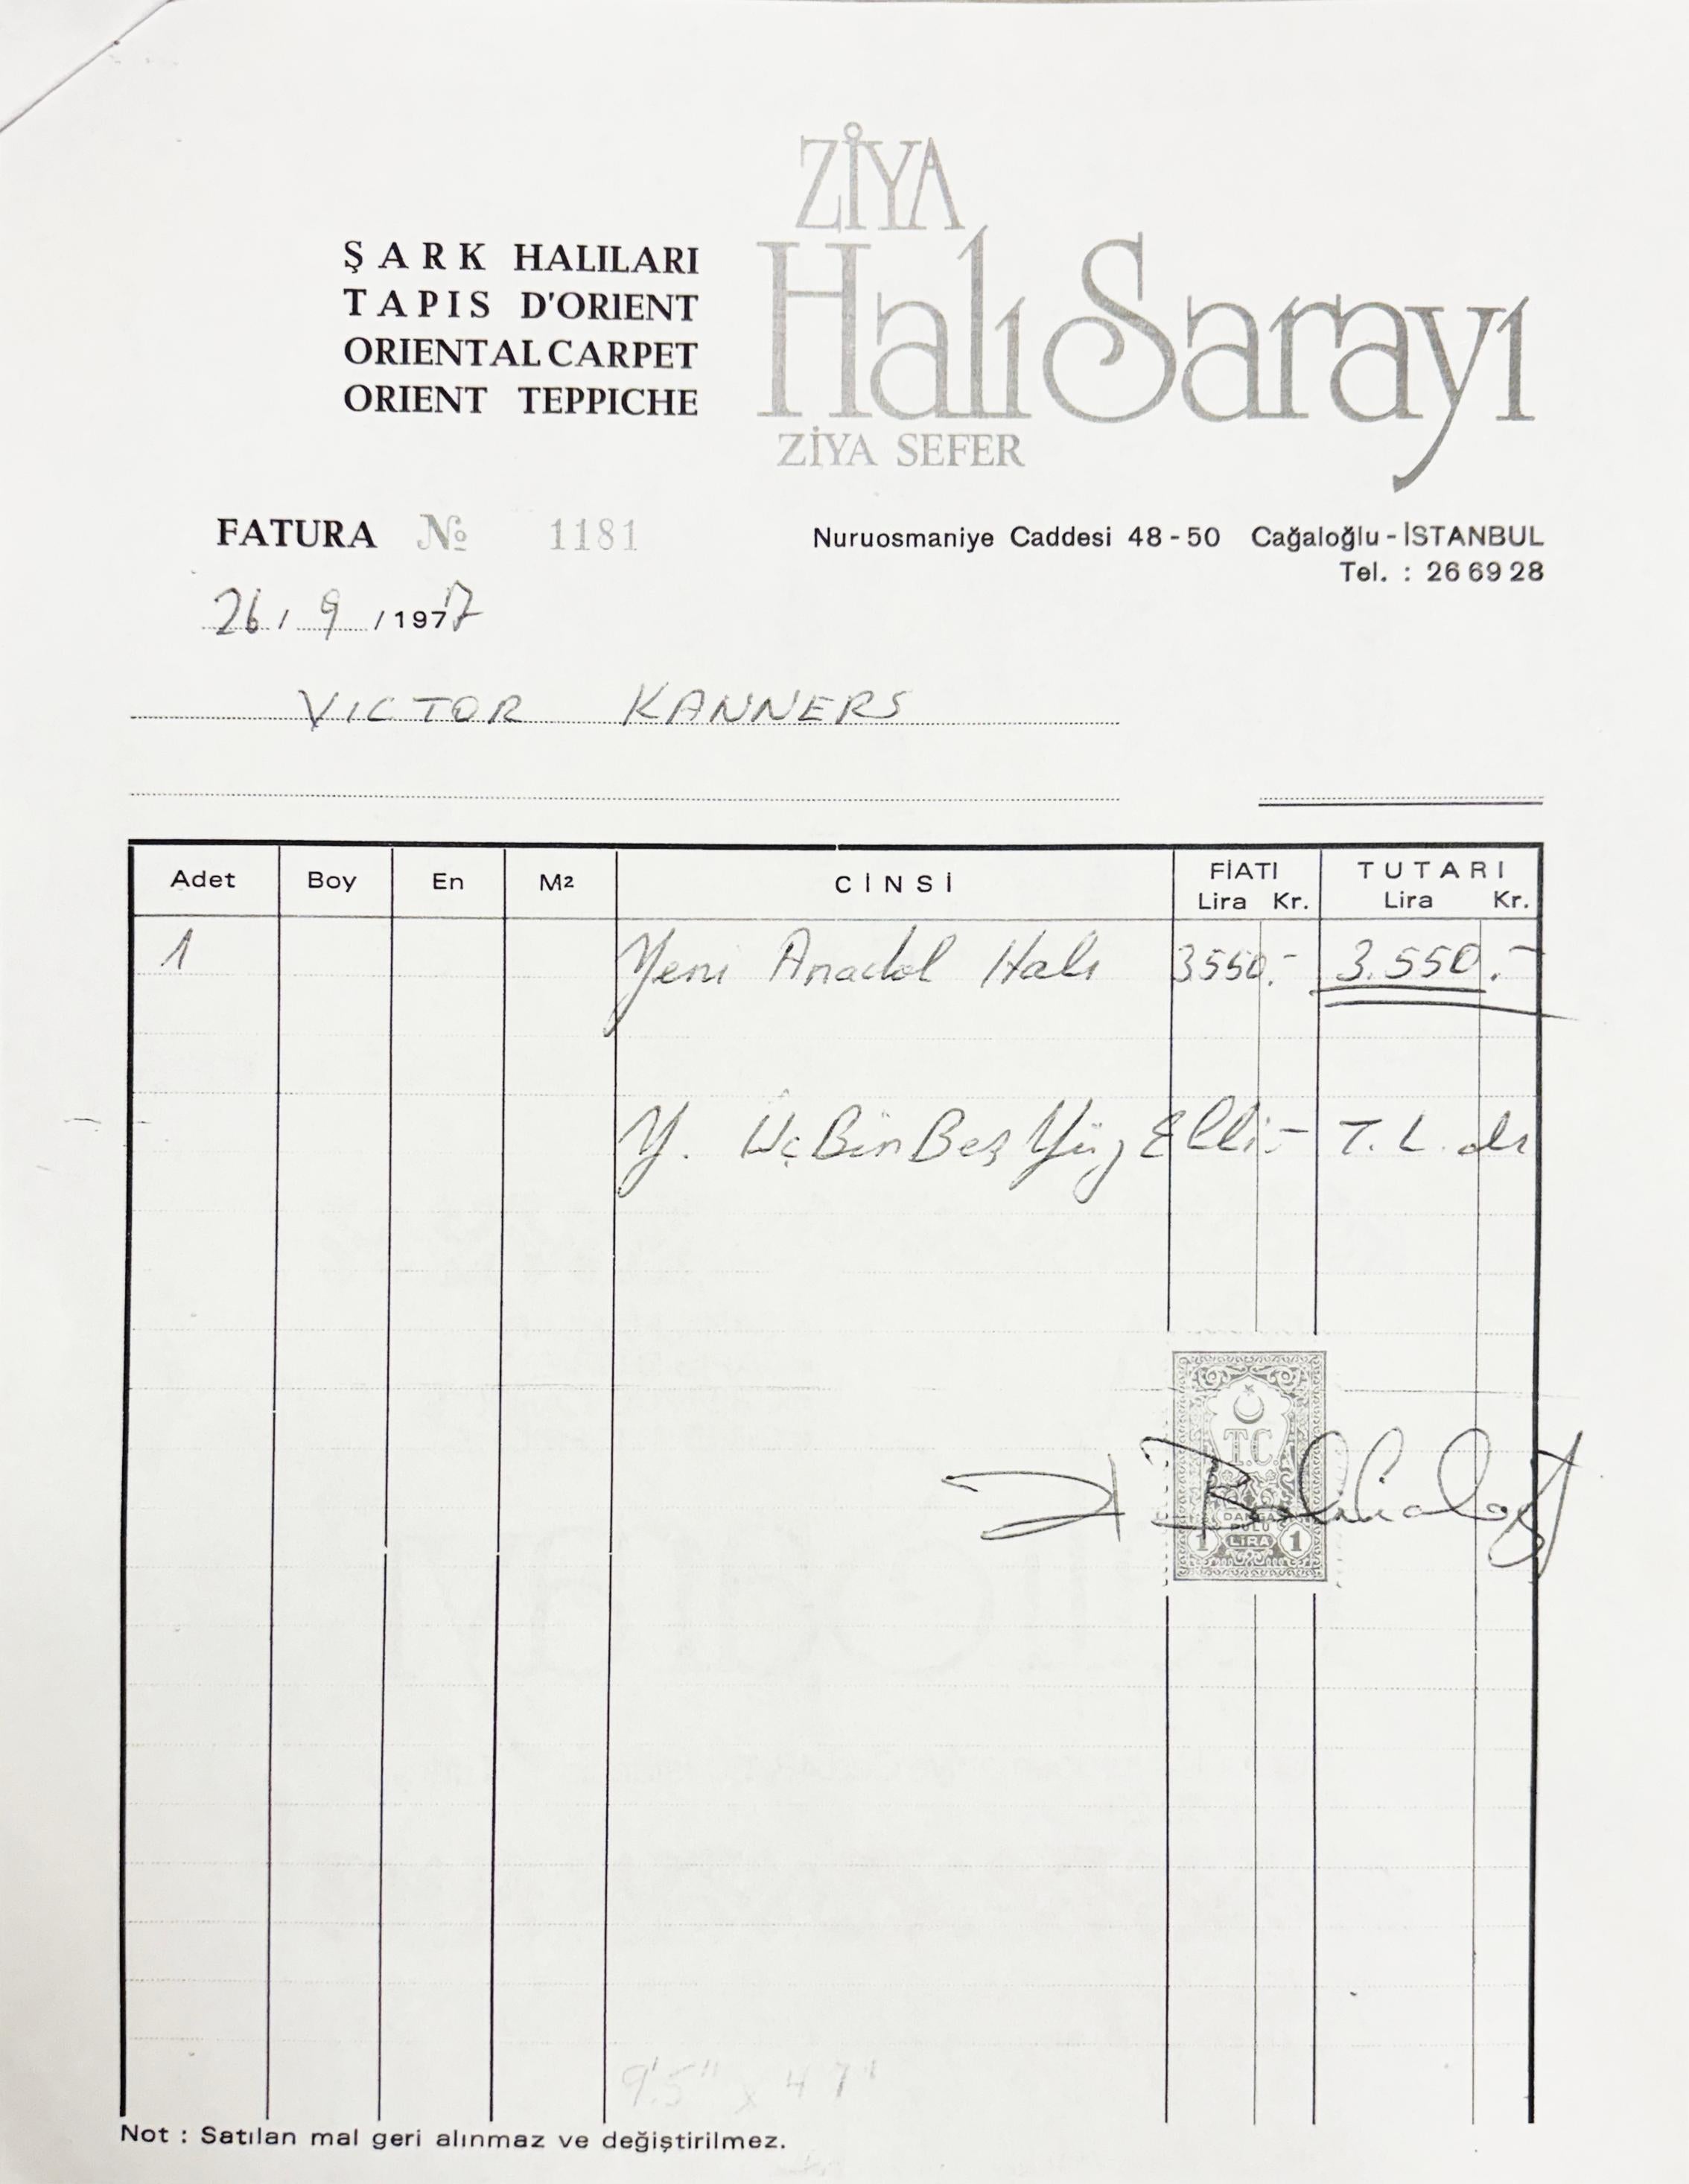 ZİYA
Halı Sarayı
ZİYA SEFER
ŞARK HALILARI
TAPIS D'ORIENT
ORIENTAL CARPET
ORIENT TEPPICHE
FATURA № 1181
Nuruosmaniye Caddesi 48-50 Cağaloğlu - İSTANBUL
Tel. : 26 69 28
26 / 9 / 1977
VICTOR KANNERS
Adet Boy En M2 CİNSİ FİATI Lira Kr. TUTARI Lira Kr.
1 Yeni Anadol Halı 3550.- 3.550.-
Y. Üç Bin Beş Yüz Elli.- T.L. dır
T.C.
DAMGA
PULU
1 LİRA 1
9'5" x 4'7"
Not : Satılan mal geri alınmaz ve değiştirilmez.